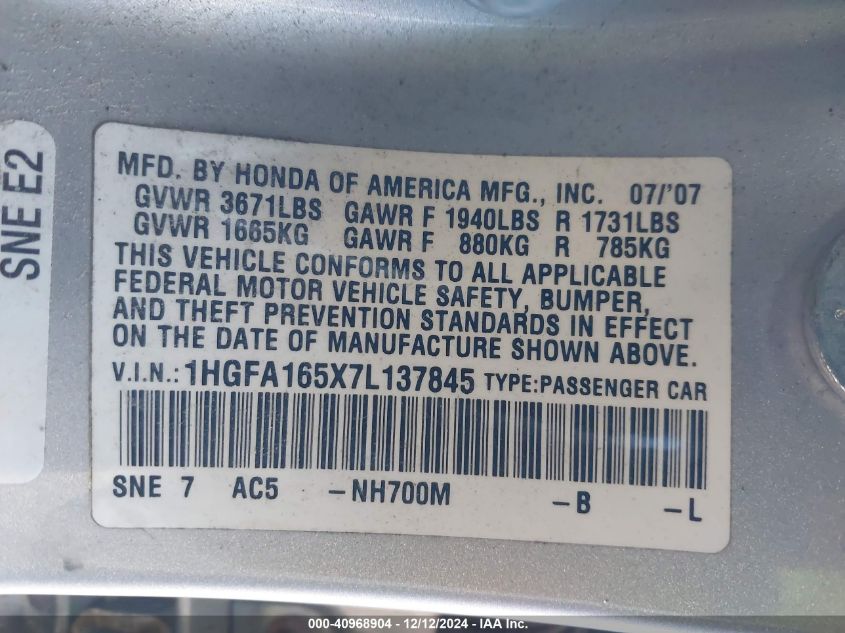 SNE E2
MFD. BY HONDA OF AMERICA MFG., INC. 07/'07
GVWR 3671LBS GAWR F 1940LBS R 1731LBS
GVWR 1665KG GAWR F 880KG R 785KG
THIS VEHICLE CONFORMS TO ALL APPLICABLE
FEDERAL MOTOR VEHICLE SAFETY, BUMPER,
AND THEFT PREVENTION STANDARDS IN EFFECT
ON THE DATE OF MANUFACTURE SHOWN ABOVE.
V.I.N.: 1HGFA165X7L137845 TYPE:PASSENGER CAR
SNE 7 AC5 -NH700M -B -L
000-40968904 - 12/12/2024 - IAA Inc.